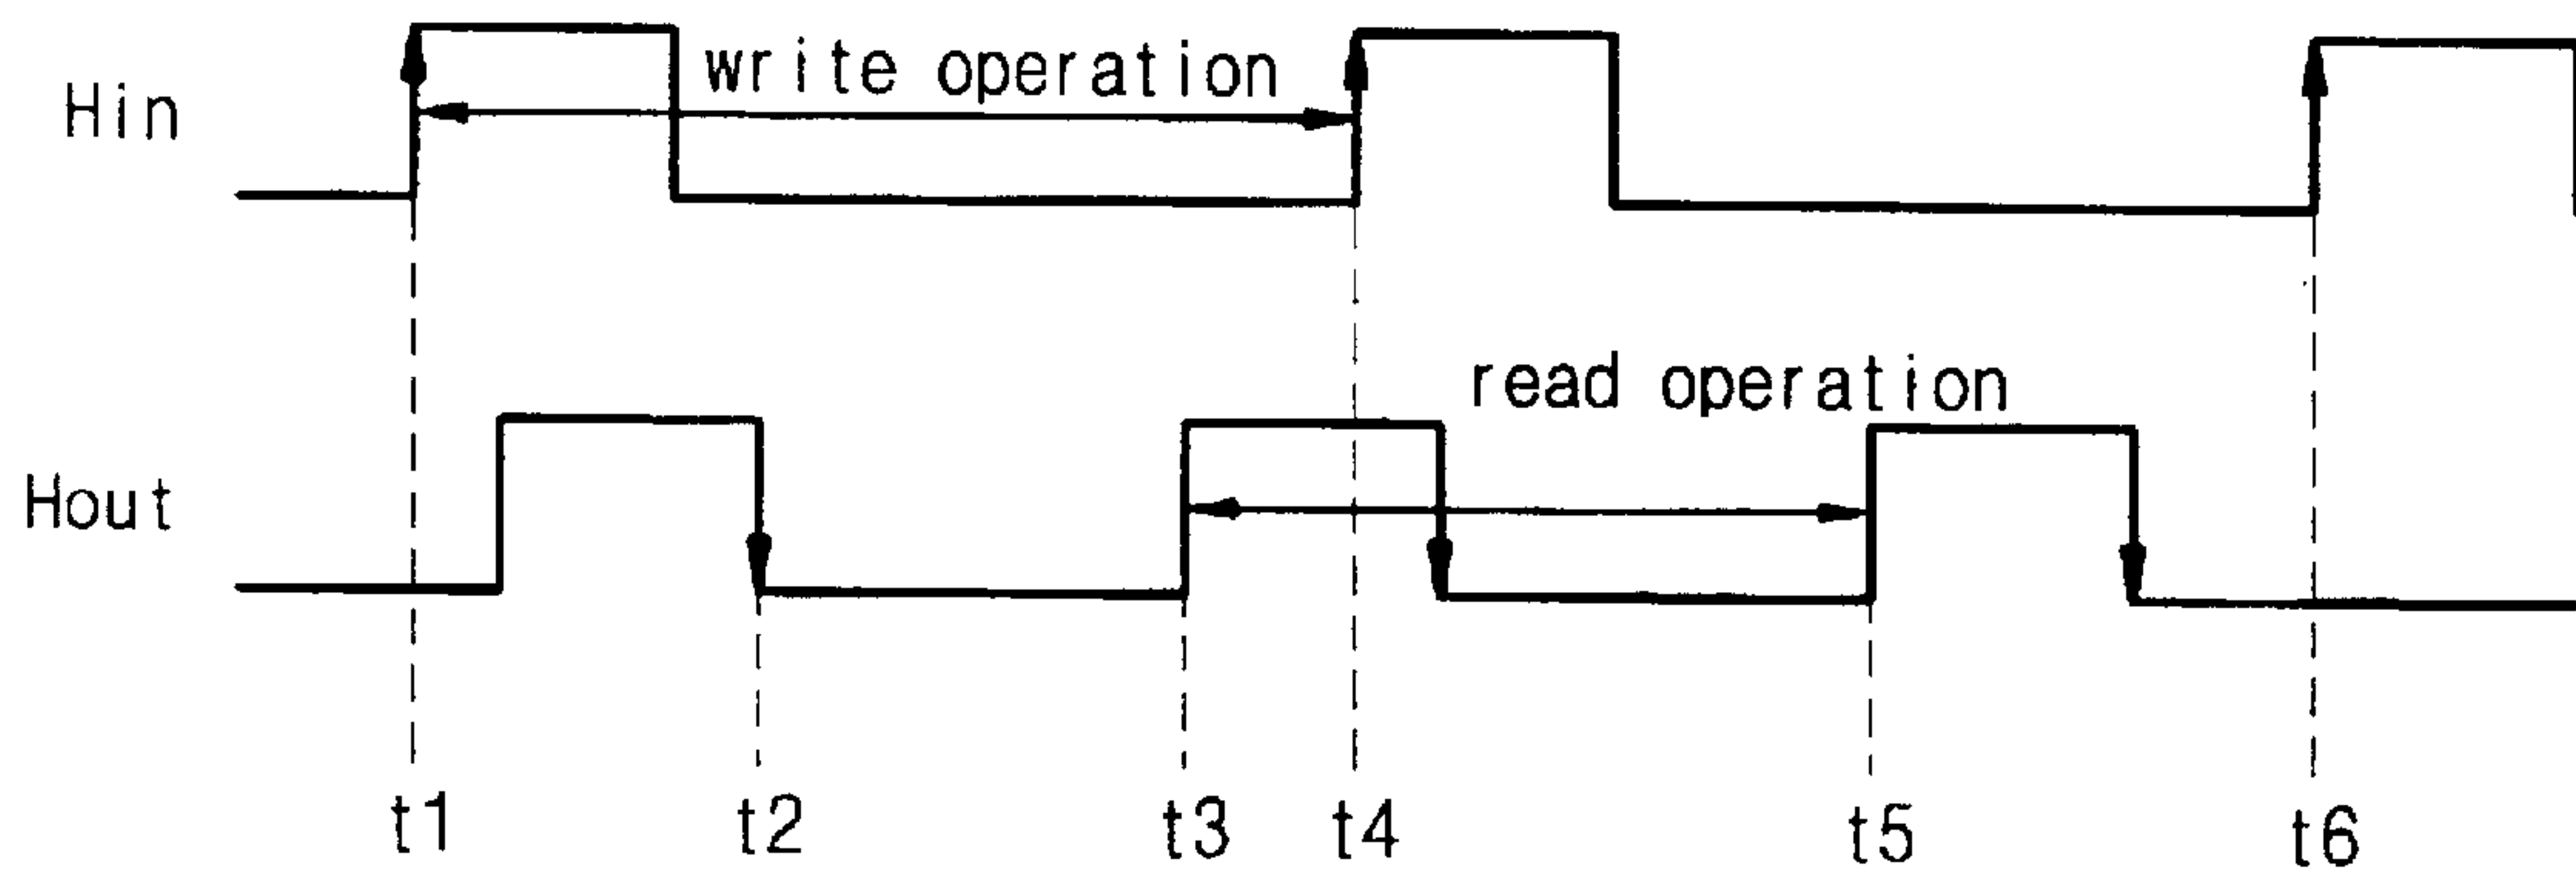 Hin
write operation
read operation
Hout
t1 t2 t3 t4 t5 t6